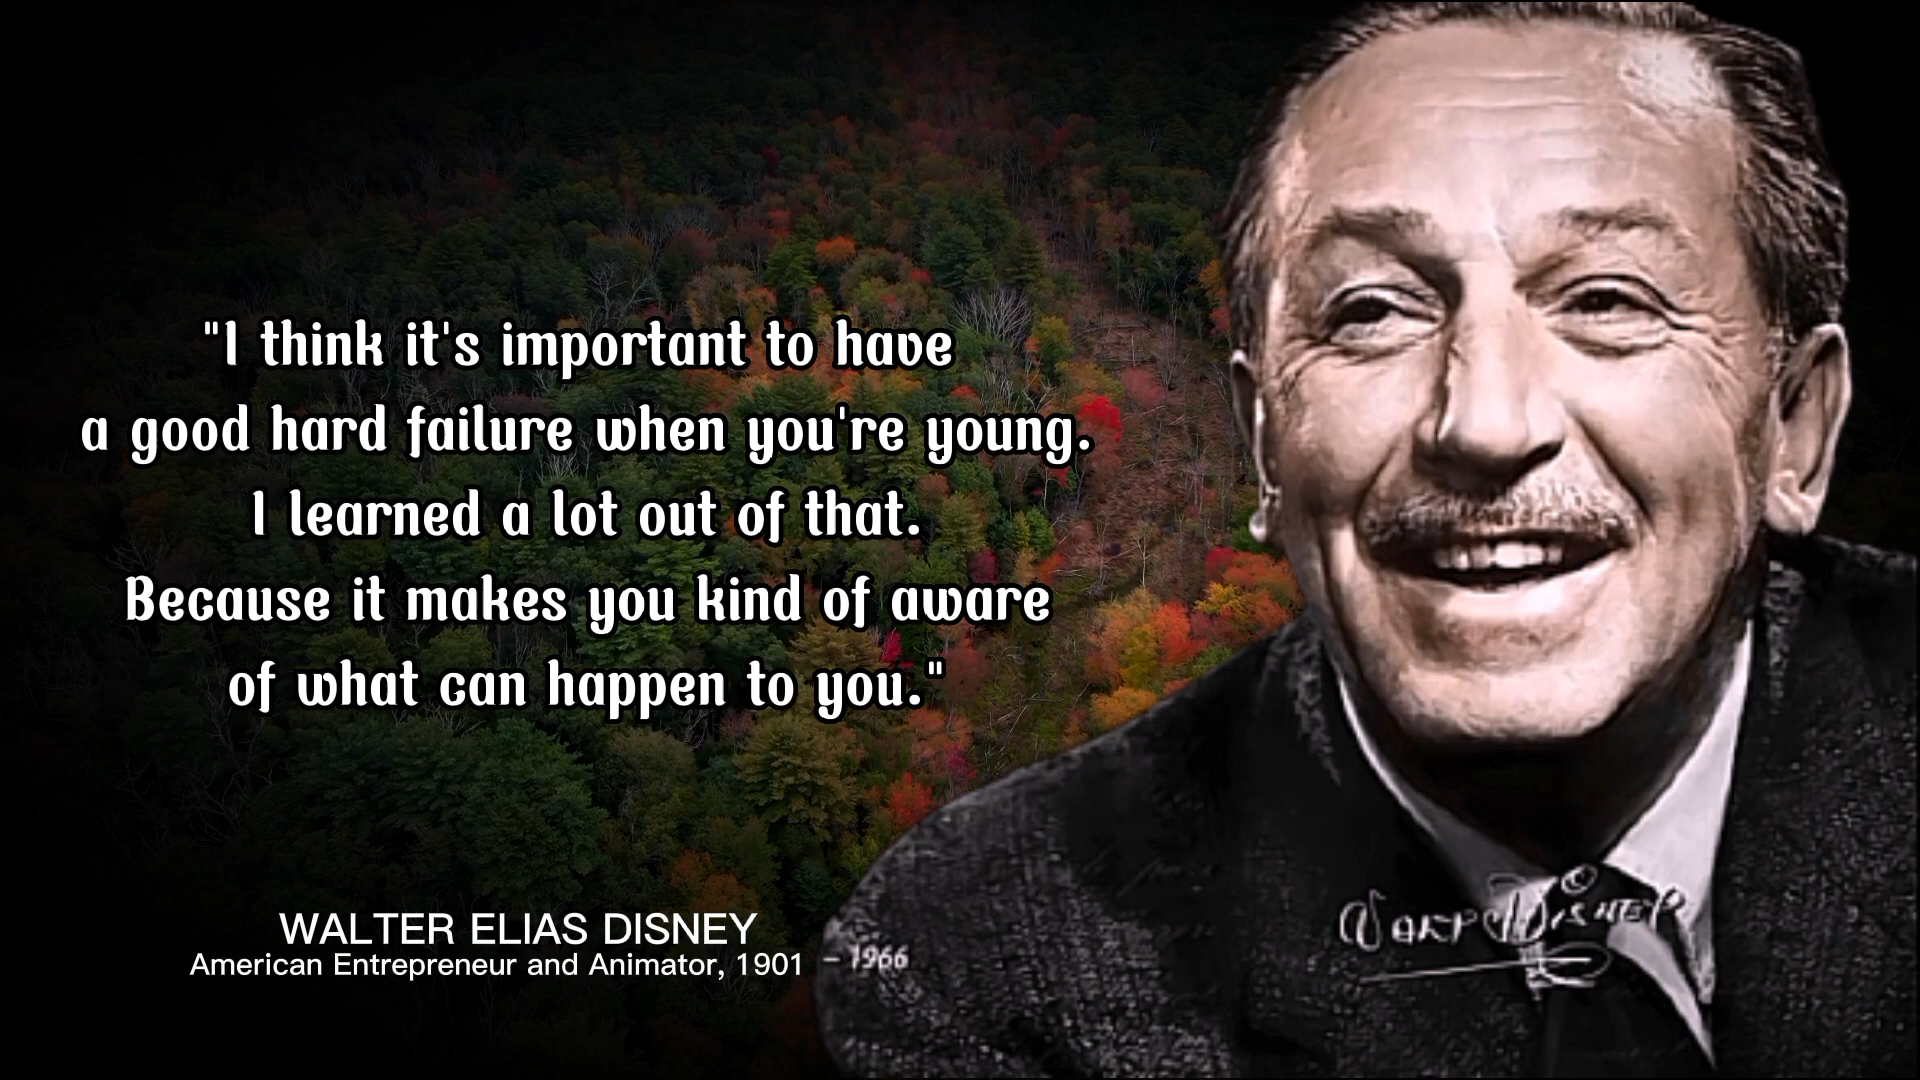 "I think it's important to have
a good hard failure when you're young.
I learned a lot out of that.
Because it makes you kind of aware
of what can happen to you."
WALTER ELIAS DISNEY
American Entrepreneur and Animator, 1901 – 1966